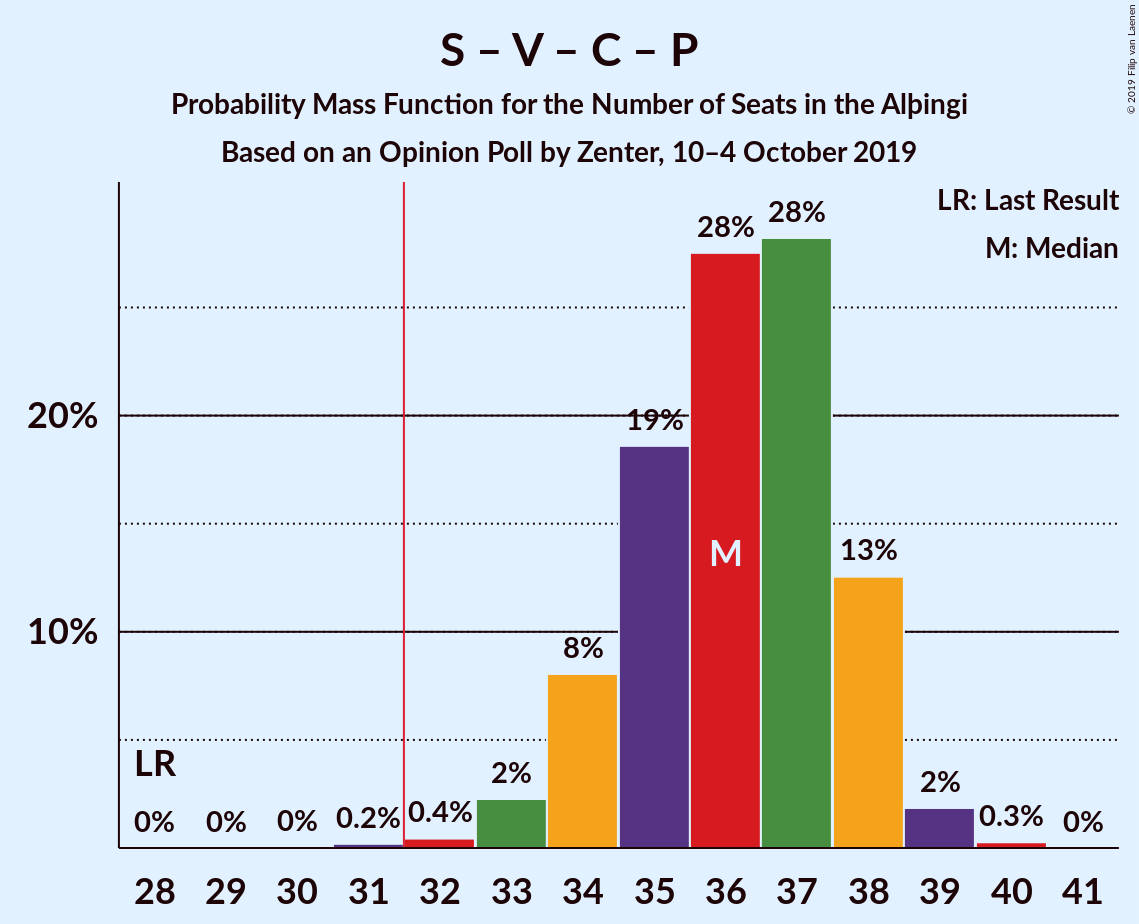 S – V – C – P
Probability Mass Function for the Number of Seats in the Alþingi
Based on an Opinion Poll by Zenter, 10–4 October 2019
© 2019 Filip van Laenen
LR: Last Result
M: Median
28%
28%
20%
19%
M
13%
10%
8%
LR
2%
2%
0%
0%
0%
0.2%
0.4%
0.3%
0%
28 29 30 31 32 33 34 35 36 37 38 39 40 41